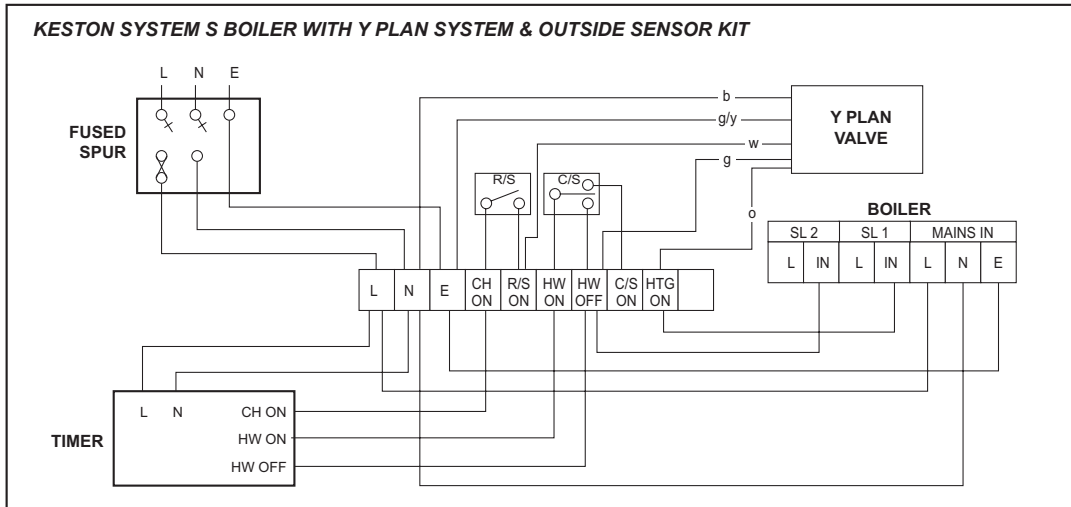 KESTON SYSTEM S BOILER WITH Y PLAN SYSTEM & OUTSIDE SENSOR KIT
L N E
FUSED
SPUR
b
g/y
w
g
o
Y PLAN
VALVE
R/S
C/S
BOILER
SL 2 SL 1 MAINS IN
L IN L IN L N E
L N E CH ON R/S ON HW ON HW OFF C/S ON HTG ON
TIMER
L N
CH ON
HW ON
HW OFF